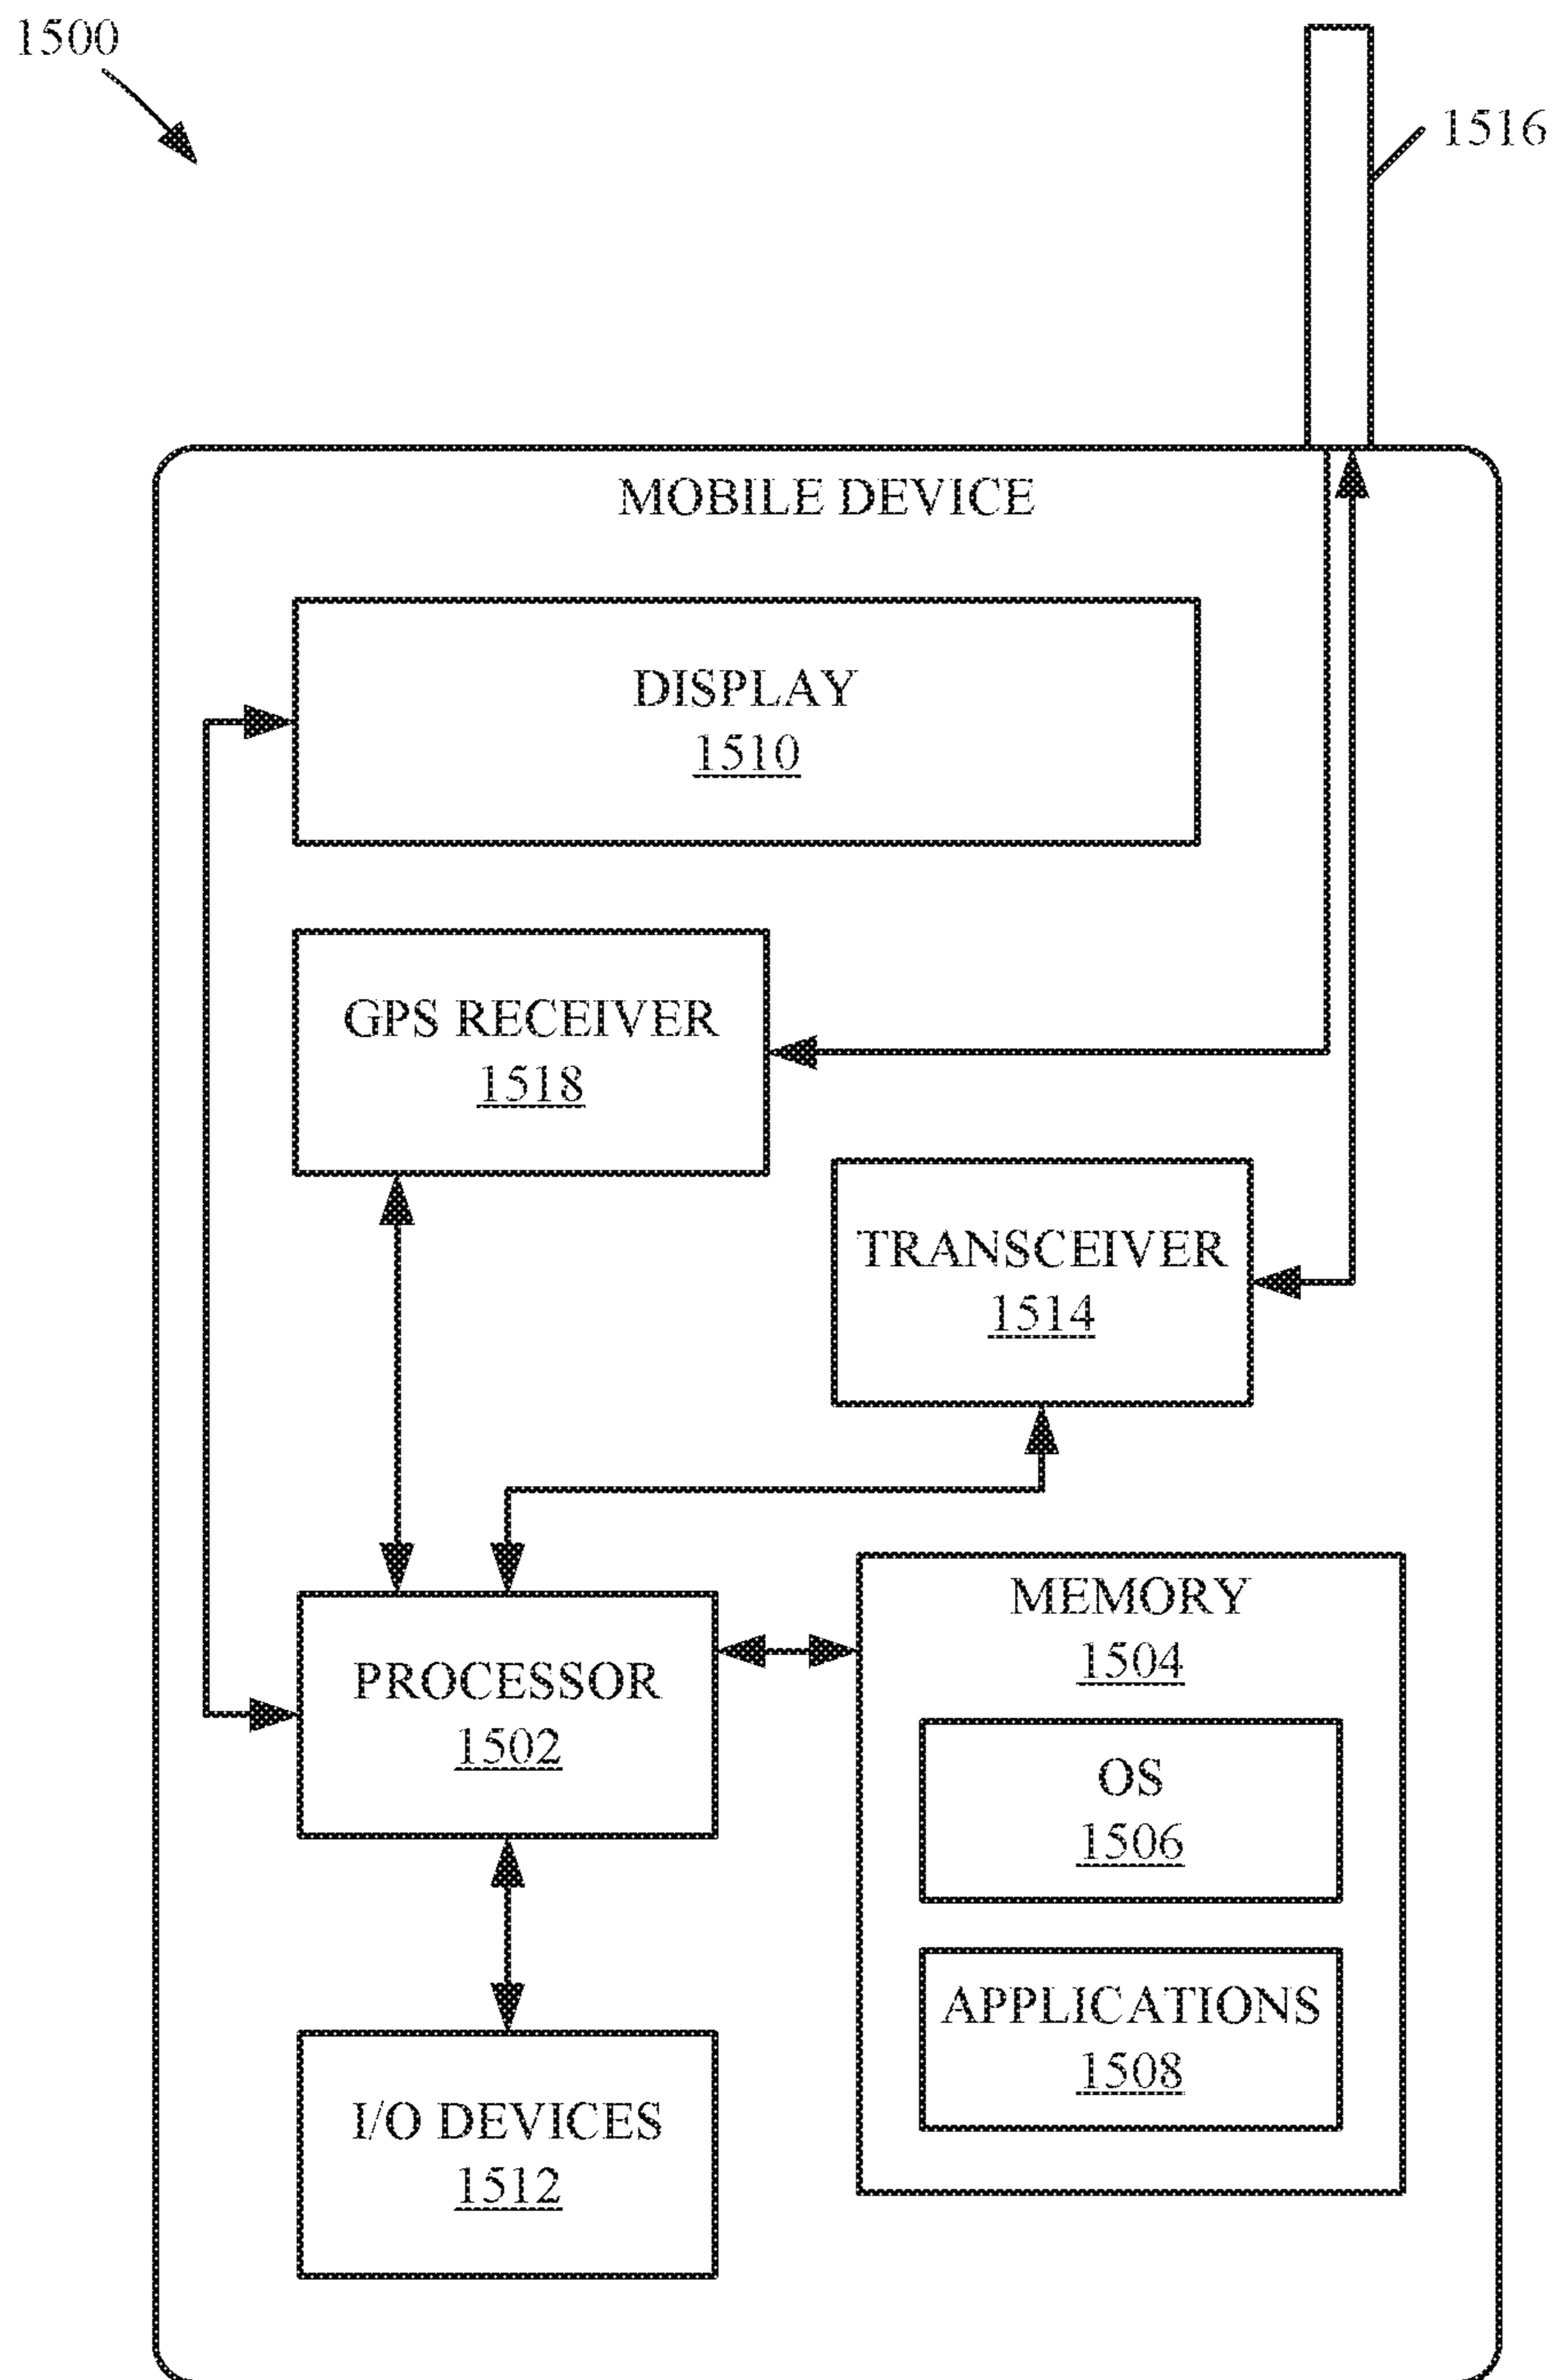 1500
1516
MOBILE DEVICE
DISPLAY
1510
GPS RECEIVER
1518
TRANSCEIVER
1514
MEMORY
1504
PROCESSOR
1502
OS
1506
APPLICATIONS
1508
I/O DEVICES
1512